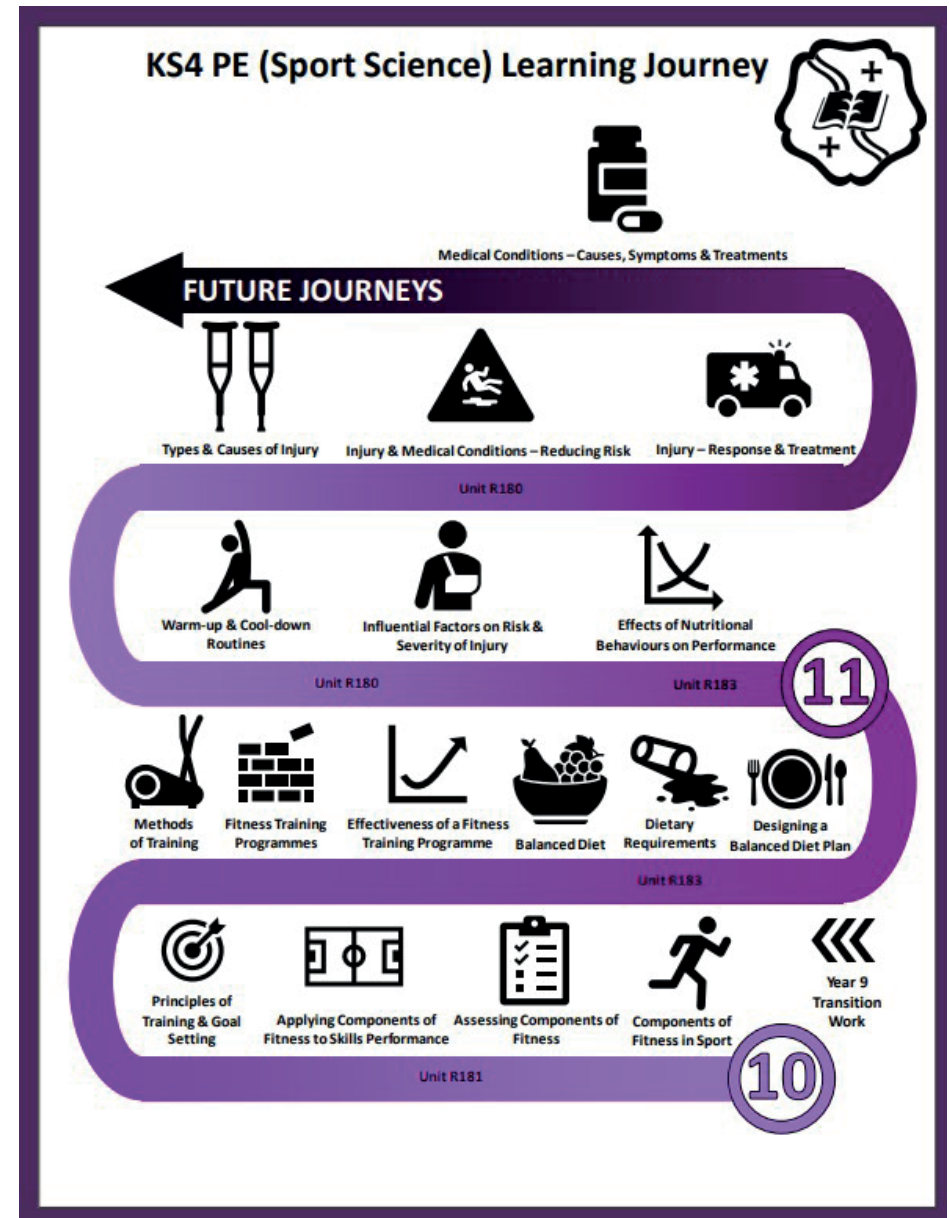 KS4 PE (Sport Science) Learning Journey
Medical Conditions – Causes, Symptoms & Treatments
FUTURE JOURNEYS
Types & Causes of Injury
Injury & Medical Conditions – Reducing Risk
Injury – Response & Treatment
Unit R180
Warm-up & Cool-down
Routines
Influential Factors on Risk &
Severity of Injury
Effects of Nutritional
Behaviours on Performance
Unit R180
Unit R183
11
Methods
of Training
Fitness Training
Programmes
Effectiveness of a Fitness
Training Programme
Balanced Diet
Dietary
Requirements
Designing a
Balanced Diet Plan
Unit R183
Principles of
Training & Goal
Setting
Applying Components of
Fitness to Skills Performance
Assessing Components of
Fitness
Components of
Fitness in Sport
Year 9
Transition
Work
Unit R181
10